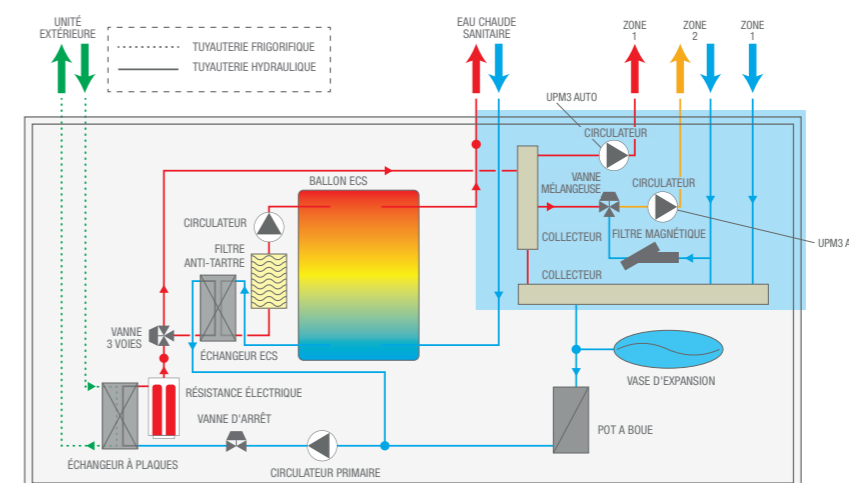 UNITÉ
EXTÉRIEURE
TUYAUTERIE FRIGORIFIQUE
TUYAUTERIE HYDRAULIQUE
EAU CHAUDE
SANITAIRE
ZONE
1
ZONE
2
ZONE
1
UPM3 AUTO
CIRCULATEUR
BALLON ECS
VANNE
MÉLANGEUSE
CIRCULATEUR
CIRCULATEUR
FILTRE
ANTI-TARTRE
COLLECTEUR
FILTRE MAGNÉTIQUE
UPM3 A
COLLECTEUR
VANNE
3 VOIES
ÉCHANGEUR ECS
VASE D'EXPANSION
RÉSISTANCE ÉLECTRIQUE
VANNE D'ARRÊT
POT A BOUE
ÉCHANGEUR À PLAQUES
CIRCULATEUR PRIMAIRE